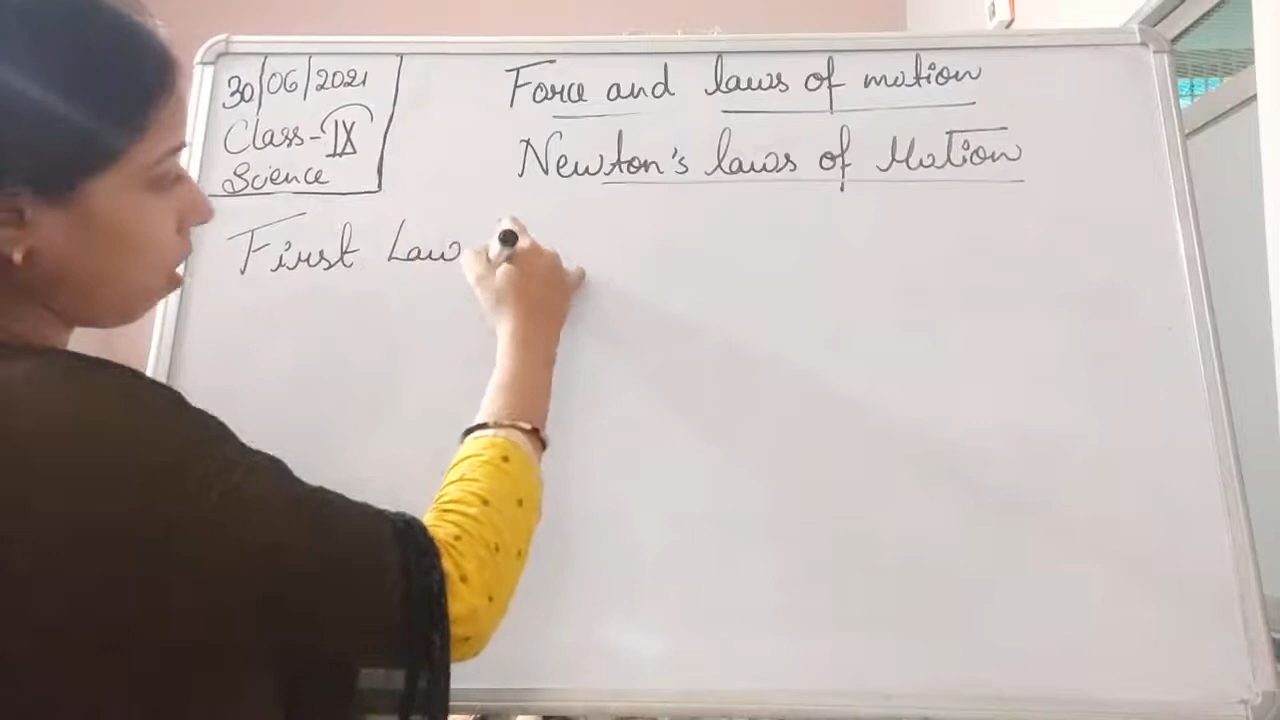 30/06/2021
Class-IX
Science
Force and laws of motion
Newton's laws of Motion
First Law